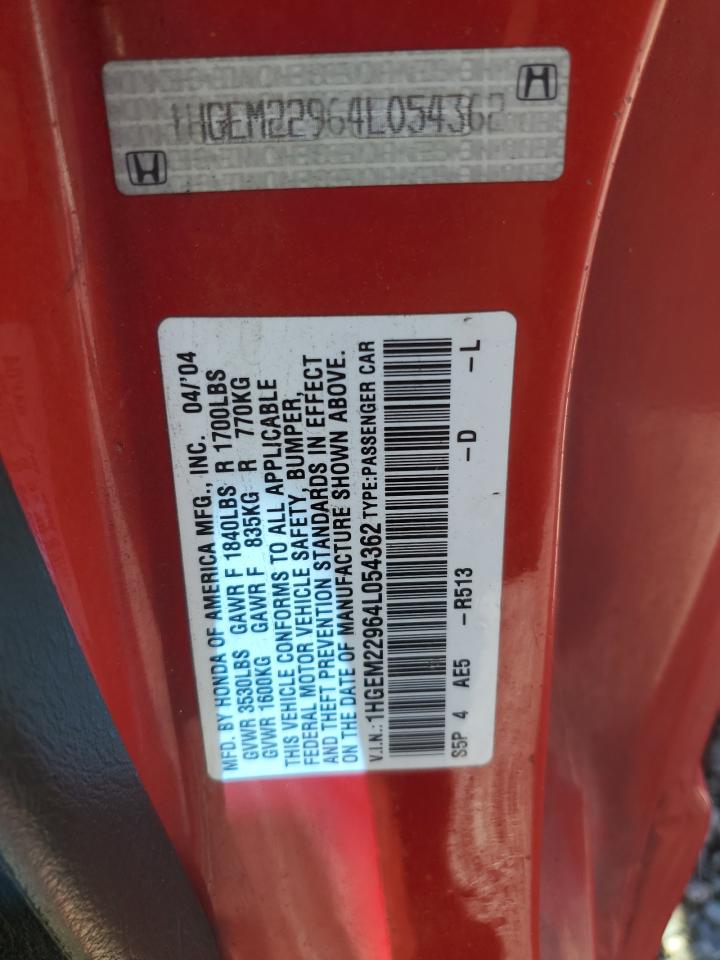 1HGEM22964L054362
MFD. BY HONDA OF AMERICA MFG., INC. 04/'04
GVWR 3530LBS GAWR F 1840LBS R 1700LBS
GVWR 1600KG GAWR F 835KG R 770KG
THIS VEHICLE CONFORMS TO ALL APPLICABLE
FEDERAL MOTOR VEHICLE SAFETY, BUMPER,
AND THEFT PREVENTION STANDARDS IN EFFECT
ON THE DATE OF MANUFACTURE SHOWN ABOVE.
V.I.N.:1HGEM22964L054362 TYPE:PASSENGER CAR
S5P 4 AE5 -R513 -D -L